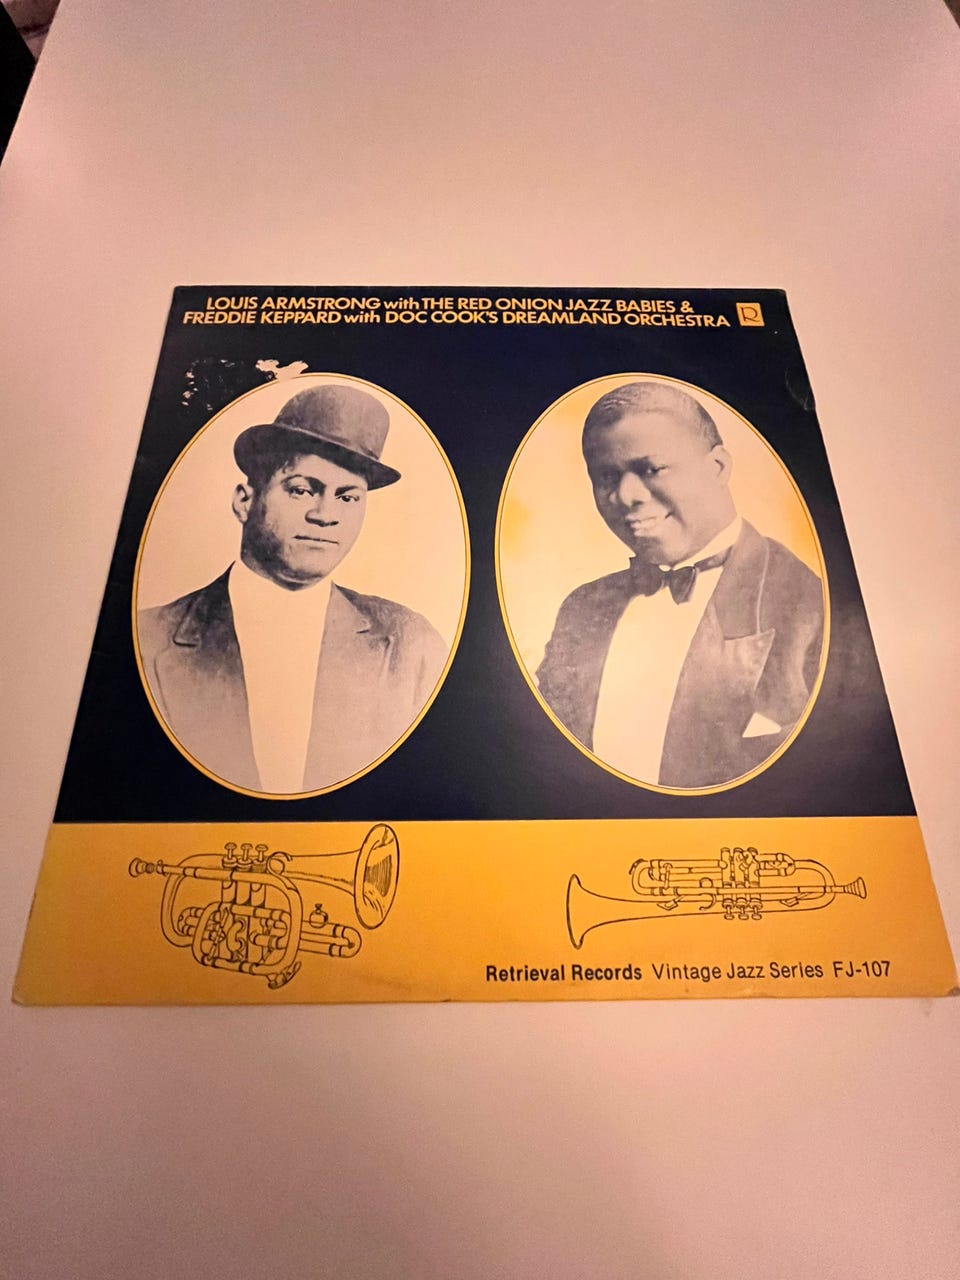 LOUIS ARMSTRONG with THE RED ONION JAZZ BABIES &
FREDDIE KEPPARD with DOC COOK'S DREAMLAND ORCHESTRA
R
Retrieval Records Vintage Jazz Series FJ-107